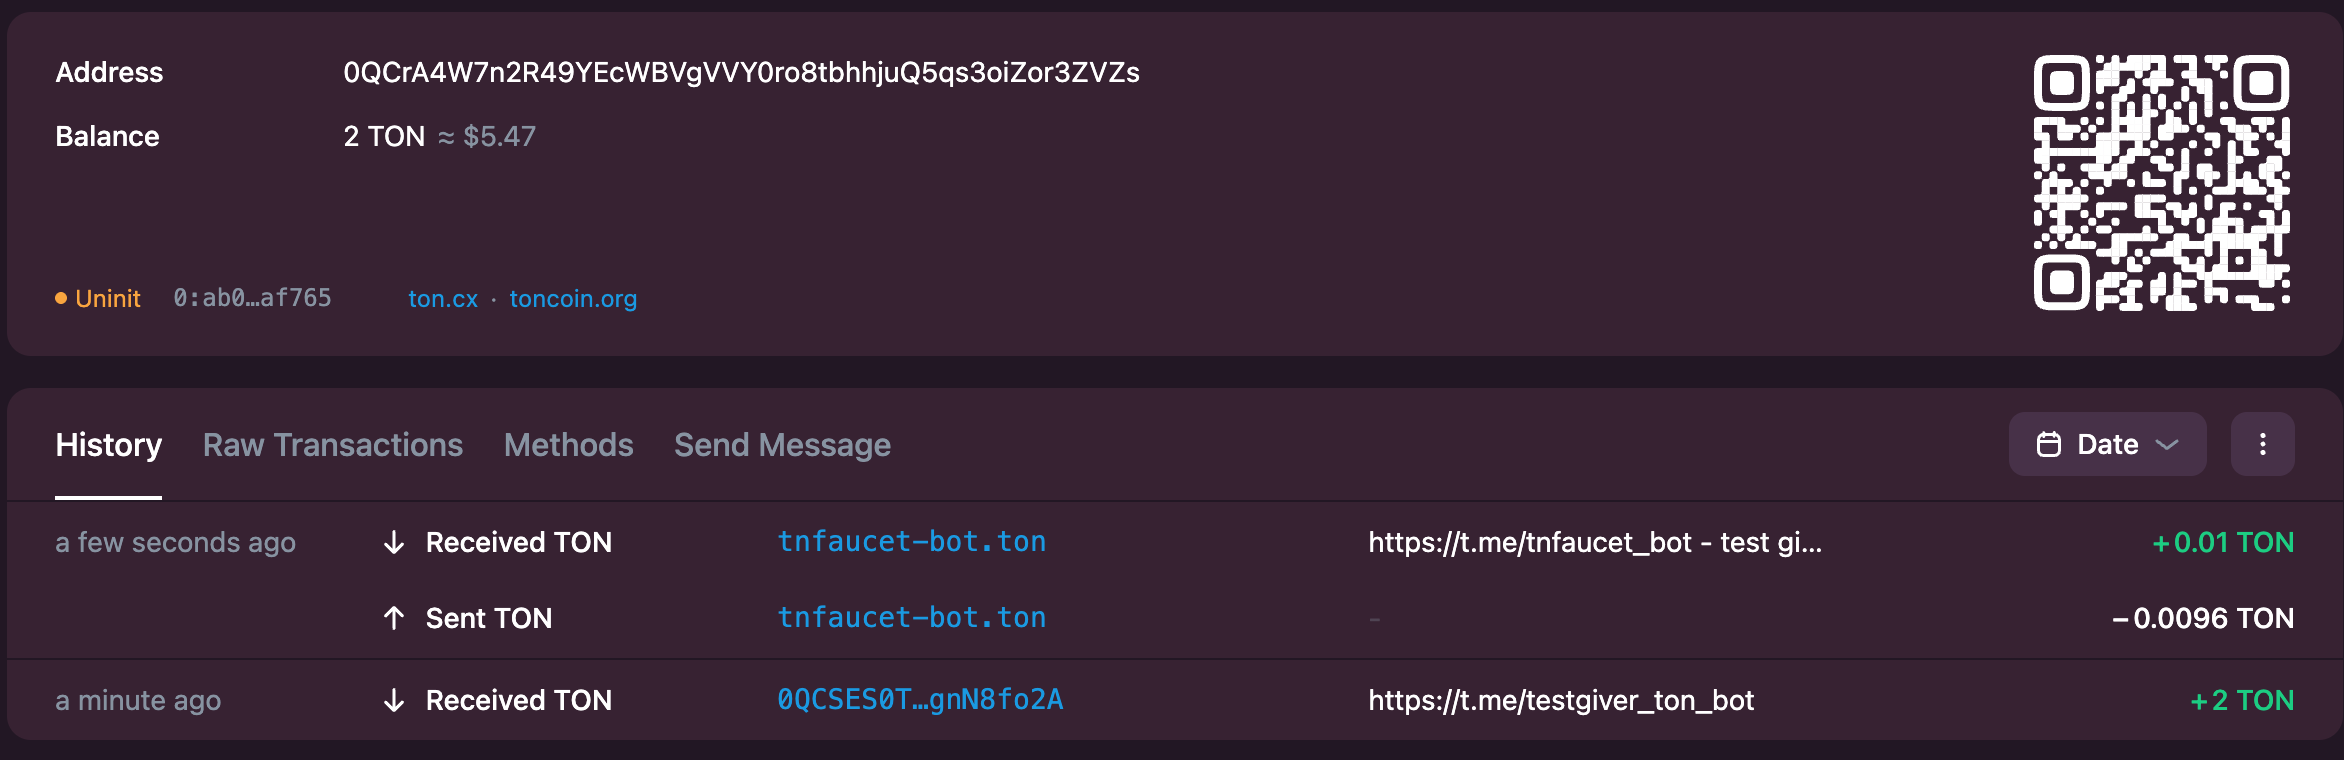 Address 0QCrA4W7n2R49YEcWBVgVVY0ro8tbhhjuQ5qs3oiZor3ZVZs
Balance 2 TON ≈ $5.47
Uninit 0:ab0…af765 ton.cx · toncoin.org
History Raw Transactions Methods Send Message Date
a few seconds ago Received TON tnfaucet-bot.ton https://t.me/tnfaucet_bot - test gi... +0.01 TON
Sent TON tnfaucet-bot.ton - −0.0096 TON
a minute ago Received TON 0QCSES0T…gnN8fo2A https://t.me/testgiver_ton_bot +2 TON